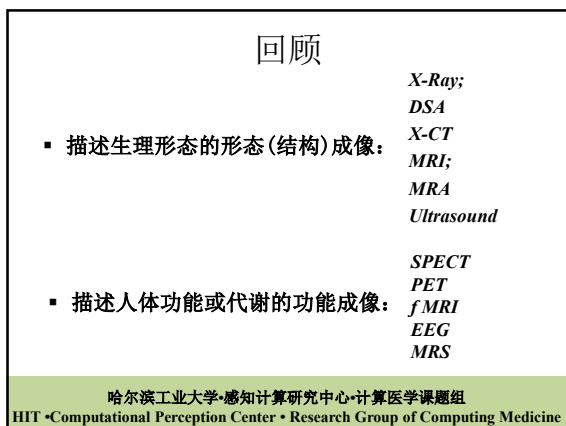 回顾
▪ 描述生理形态的形态(结构)成像：
X-Ray;
DSA
X-CT
MRI;
MRA
Ultrasound
▪ 描述人体功能或代谢的功能成像：
SPECT
PET
f MRI
EEG
MRS
哈尔滨工业大学•感知计算研究中心•计算医学课题组
HIT •Computational Perception Center • Research Group of Computing Medicine